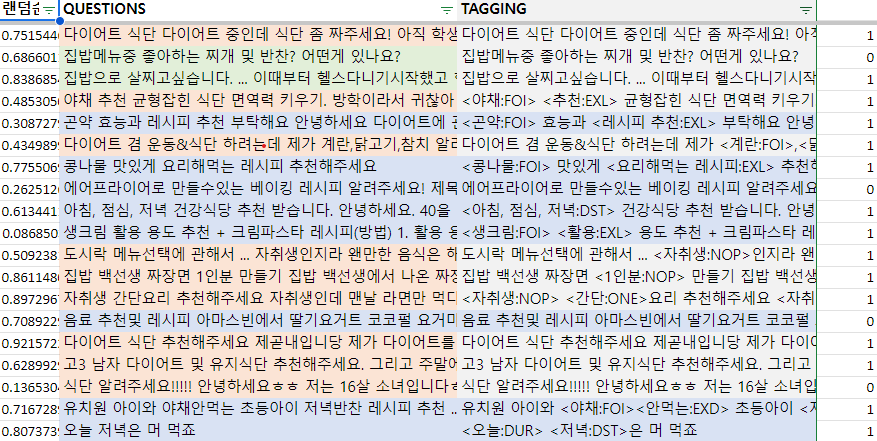 랜덤 QUESTIONS TAGGING
0.751544 다이어트 식단 다이어트 중인데 식단 좀 짜주세요! 아직 학생 다이어트 식단 다이어트 중인데 식단 좀 짜주세요! 아 1
0.686601 집밥메뉴중 좋아하는 찌개 및 반찬? 어떤게 있나요? 집밥메뉴중 좋아하는 찌개 및 반찬? 어떤게 있나요? 0
0.838685 집밥으로 살찌고싶습니다. ... 이때부터 헬스다니기시작했고 집밥으로 살찌고싶습니다. ... 이때부터 헬스다니기시작 1
0.485305 야채 추천 균형잡힌 식단 면역력 키우기. 방학이라서 귀찮아 <야채:FOI> <추천:EXL> 균형잡힌 식단 면역력 키우기 1
0.308727 곤약 효능과 레시피 추천 부탁해요 안녕하세요 다이어트에 <곤약:FOI> 효능과 <레시피 추천:EXL> 부탁해요 안녕 1
0.434989 다이어트 겸 운동&식단 하려는데 제가 계란,닭고기,참치 알러 다이어트 겸 운동&식단 하려는데 제가 <계란:FOI>,< 1
0.775506 콩나물 맛있게 요리해먹는 레시피 추천해주세요 <콩나물:FOI> 맛있게 <요리해먹는 레시피:EXL> 추천 1
0.262512 에어프라이어로 만들수있는 베이킹 레시피 알려주세요! 제목 에어프라이어로 만들수있는 베이킹 레시피 알려주세요 0
0.613441 아침, 점심, 저녁 건강식당 추천 받습니다. 안녕하세요. 40을 <아침, 점심, 저녁:DST> 건강식당 추천 받습니다. 안녕 1
0.086850 생크림 활용 용도 추천 + 크림파스타 레시피(방법) 1. 활용 용 <생크림:FOI> <활용:EXL> 용도 추천 + 크림파스타 레 1
0.509238 도시락 메뉴선택에 관해서 ... 자취생인지라 왠만한 음식은 해 도시락 메뉴선택에 관해서 ... <자취생:NOP>인지라 왠 1
0.861148 집밥 백선생 짜장면 1인분 만들기 집밥 백선생에서 나온 짜장 집밥 백선생 짜장면 <1인분:NOP> 만들기 집밥 백선생 1
0.897296 자취생 간단요리 추천해주세요 자취생인데 맨날 라면만 먹다 <자취생:NOP> <간단:ONE>요리 추천해주세요 <자취 1
0.708922 음료 추천및 레시피 아마스빈에서 딸기요거트 코코펄 요거미 음료 추천및 레시피 아마스빈에서 딸기요거트 코코펄 0
0.921572 다이어트 식단 추천해주세요 제곧내입니당 제가 다이어트를 다이어트 식단 추천해주세요 제곧내입니당 제가 다이 1
0.628992 고3 남자 다이어트 및 유지식단 추천해주세요. 그리고 주말에 고3 남자 다이어트 및 유지식단 추천해주세요. 그리고 1
0.136530 식단 알려주세요!!!!! 안녕하세요ㅎㅎ 저는 16살 소녀입니다ㅎ 식단 알려주세요!!!!! 안녕하세요ㅎㅎ 저는 16살 소녀입 0
0.716728 유치원 아이와 야채안먹는 초등아이 저녁반찬 레시피 추천 .. 유치원 아이와 <야채:FOI><안먹는:EXD> 초등아이 < 1
0.807373 오늘 저녁은 머 먹죠 <오늘:DUR> <저녁:DST>은 머 먹죠 1